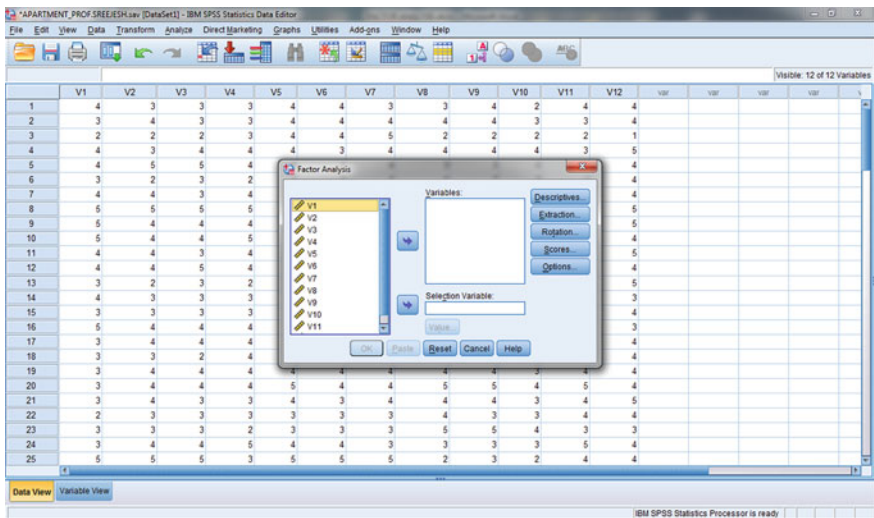 *APARTMENT_PROF.SREEJESH.sav [DataSet1] - IBM SPSS Statistics Data Editor
File Edit View Data Transform Analyze Direct Marketing Graphs Utilities Add-ons Window Help
Visible: 12 of 12 Variables
V1 V2 V3 V4 V5 V6 V7 V8 V9 V10 V11 V12 var var var var
1 4 3 3 3 4 4 3 3 4 2 4 4
2 3 4 3 3 4 4 4 4 4 3 3 4
3 2 2 2 3 4 4 5 2 2 2 2 1
4 4 3 4 4 4 3 4 4 4 4 3 5
5 4 5 5 4 4
6 3 2 3 2 4
7 4 4 3 4 4
8 5 5 5 5 5
9 5 4 4 4 5
10 5 4 4 5 4
11 4 4 3 4 5
12 4 4 5 4 4
13 3 2 3 2 4
14 4 3 3 3 3
15 3 3 3 3 4
16 5 4 4 4 3
17 3 4 4 4 4
18 3 3 2 4 4
19 3 4 4 4 4 4 4 4 4 3 4 4
20 3 4 4 4 5 4 4 5 5 4 5 4
21 3 4 3 3 4 3 4 4 4 3 4 5
22 2 3 3 3 3 3 3 4 3 3 4 4
23 3 3 3 2 3 3 3 5 5 4 3 3
24 3 4 4 5 4 4 3 3 3 3 5 4
25 5 5 5 3 5 5 5 2 3 2 4 4
Factor Analysis
V1
V2
V3
V4
V5
V6
V7
V8
V9
V10
V11
Variables:
Selection Variable:
Value...
Descriptives...
Extraction...
Rotation...
Scores...
Options...
OK Paste Reset Cancel Help
Data View Variable View
IBM SPSS Statistics Processor is ready